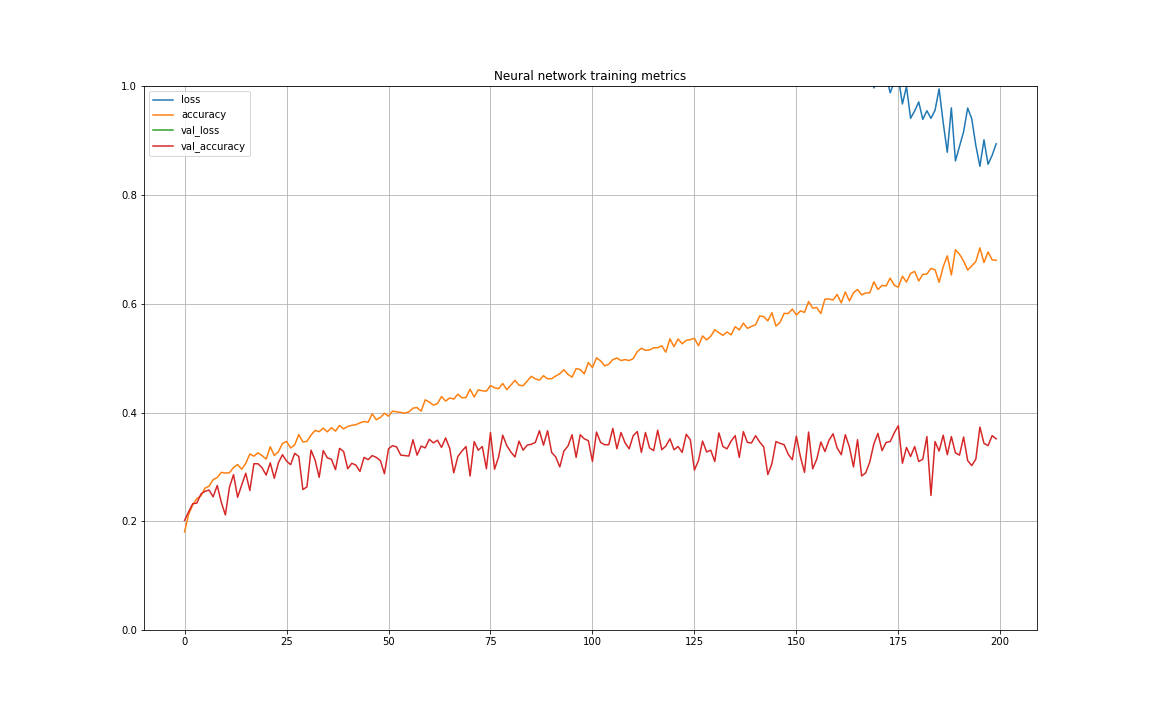 Neural network training metrics
loss
accuracy
val_loss
val_accuracy
1.0
0.8
0.6
0.4
0.2
0.0
0 25 50 75 100 125 150 175 200